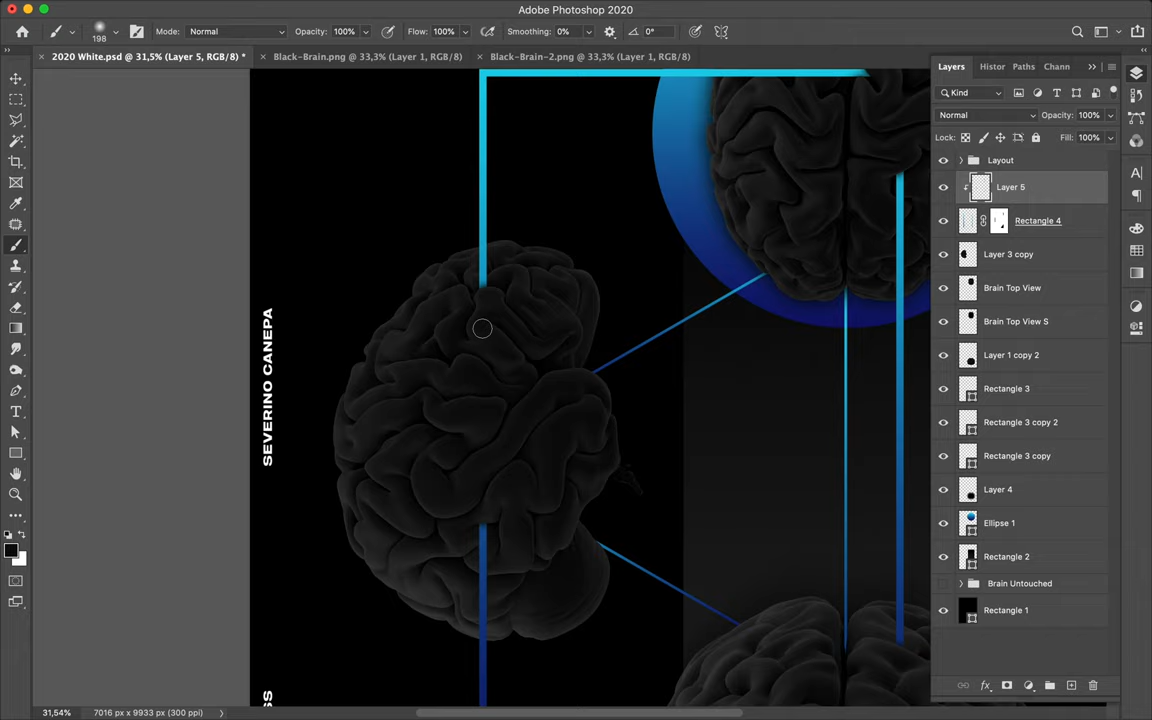 Adobe Photoshop 2020
198
Mode: Normal
Opacity: 100%
Flow: 100%
Smoothing: 0%
0°
2020 White.psd @ 31,5% (Layer 5, RGB/8) *
Black-Brain.png @ 33,3% (Layer 1, RGB/8)
Black-Brain-2.png @ 33,3% (Layer 1, RGB/8)
Layers
Histor
Paths
Chann
Kind
Normal
Opacity: 100%
Lock:
Fill: 100%
Layout
Layer 5
Rectangle 4
Layer 3 copy
Brain Top View
Brain Top View S
Layer 1 copy 2
Rectangle 3
Rectangle 3 copy 2
Rectangle 3 copy
Layer 4
Ellipse 1
Rectangle 2
Brain Untouched
Rectangle 1
SEVERINO CANEPA
SS
31,54%
7016 px x 9933 px (300 ppi)